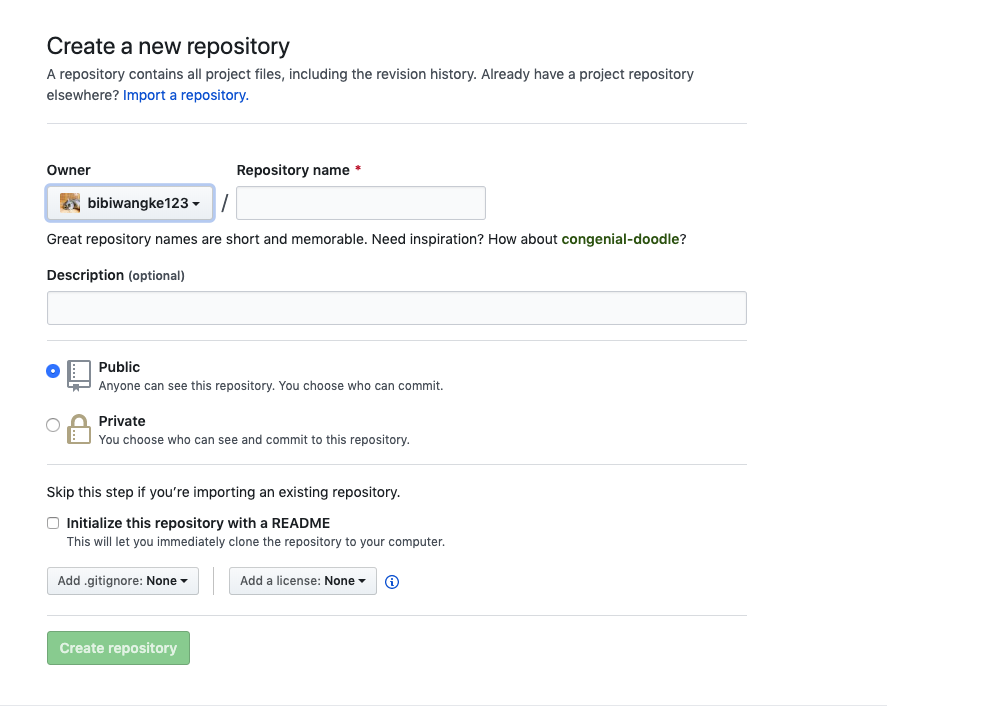 Create a new repository
A repository contains all project files, including the revision history. Already have a project repository
elsewhere? Import a repository.
Owner
Repository name *
bibiwangke123
/
Great repository names are short and memorable. Need inspiration? How about congenial-doodle?
Description (optional)
Public
Anyone can see this repository. You choose who can commit.
Private
You choose who can see and commit to this repository.
Skip this step if you’re importing an existing repository.
Initialize this repository with a README
This will let you immediately clone the repository to your computer.
Add .gitignore: None
Add a license: None
Create repository